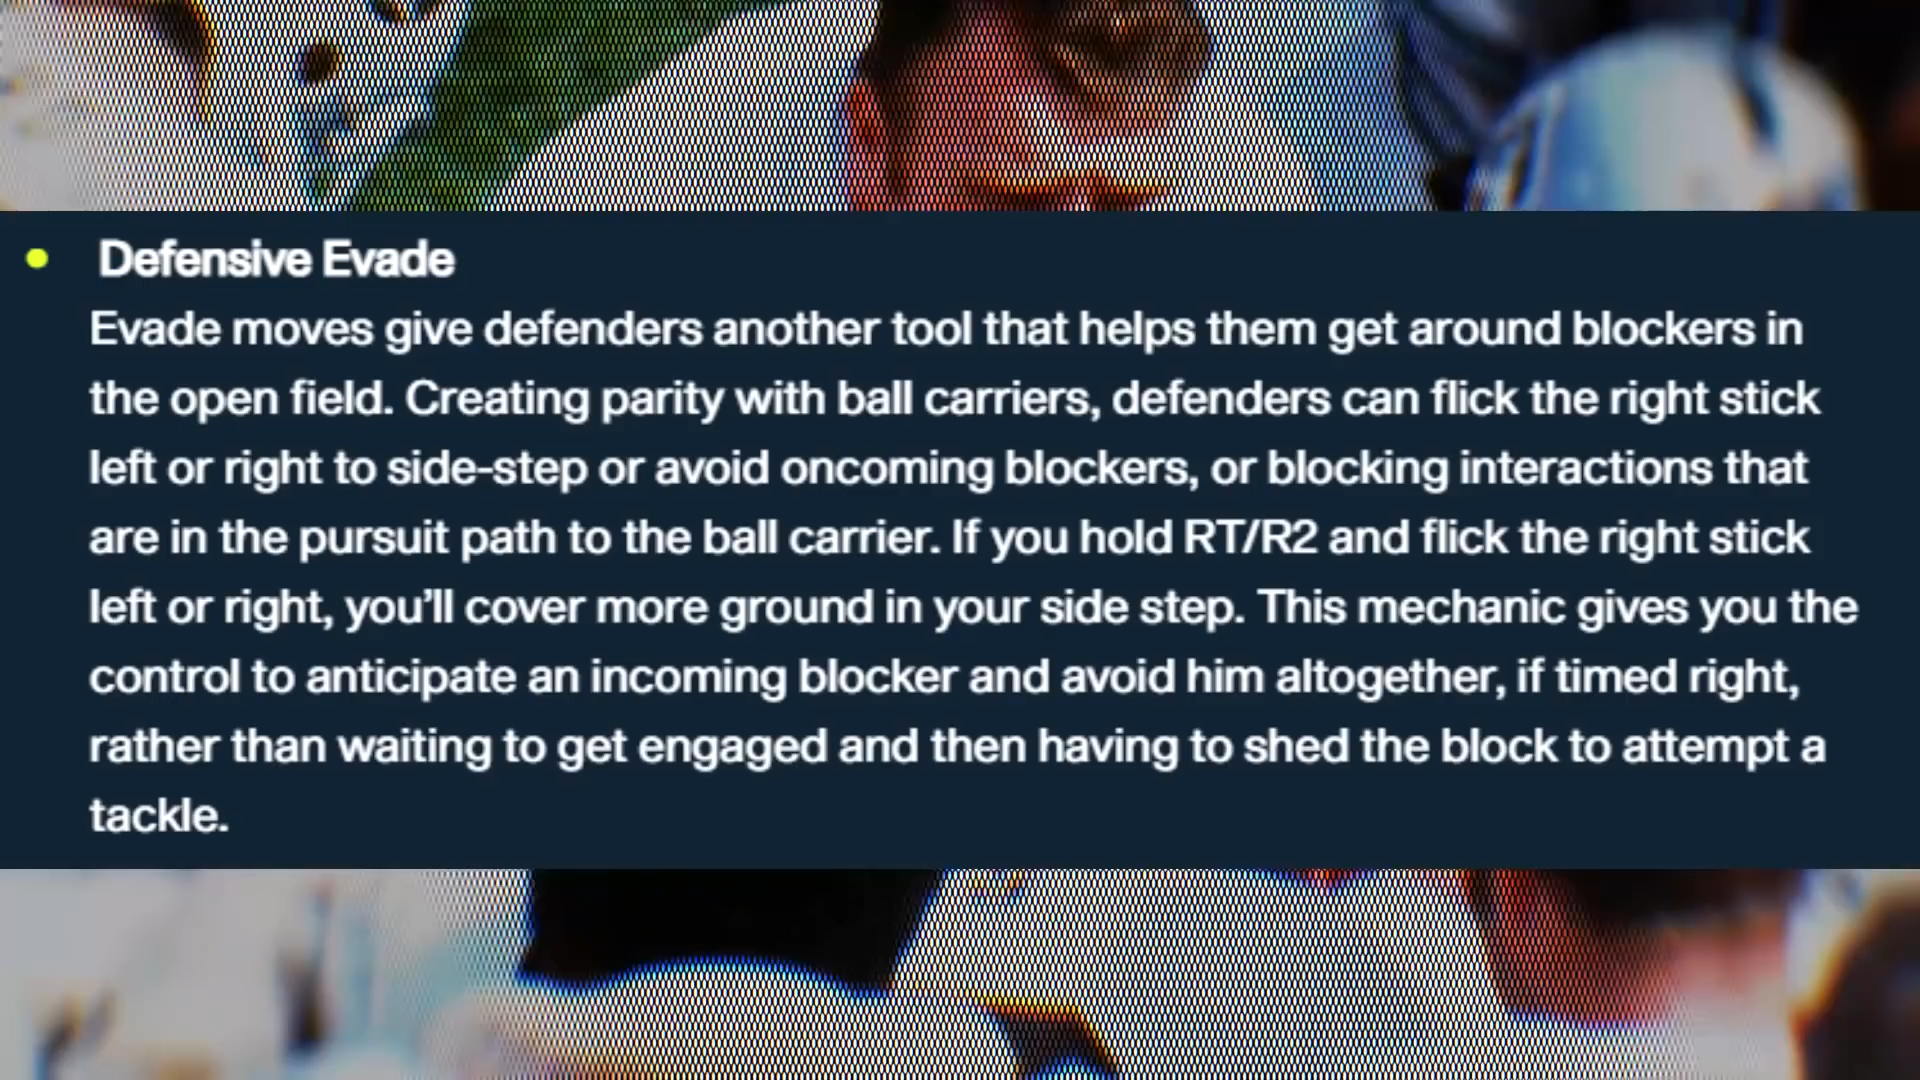 Defensive Evade
Evade moves give defenders another tool that helps them get around blockers in
the open field. Creating parity with ball carriers, defenders can flick the right stick
left or right to side-step or avoid oncoming blockers, or blocking interactions that
are in the pursuit path to the ball carrier. If you hold RT/R2 and flick the right stick
left or right, you’ll cover more ground in your side step. This mechanic gives you the
control to anticipate an incoming blocker and avoid him altogether, if timed right,
rather than waiting to get engaged and then having to shed the block to attempt a
tackle.